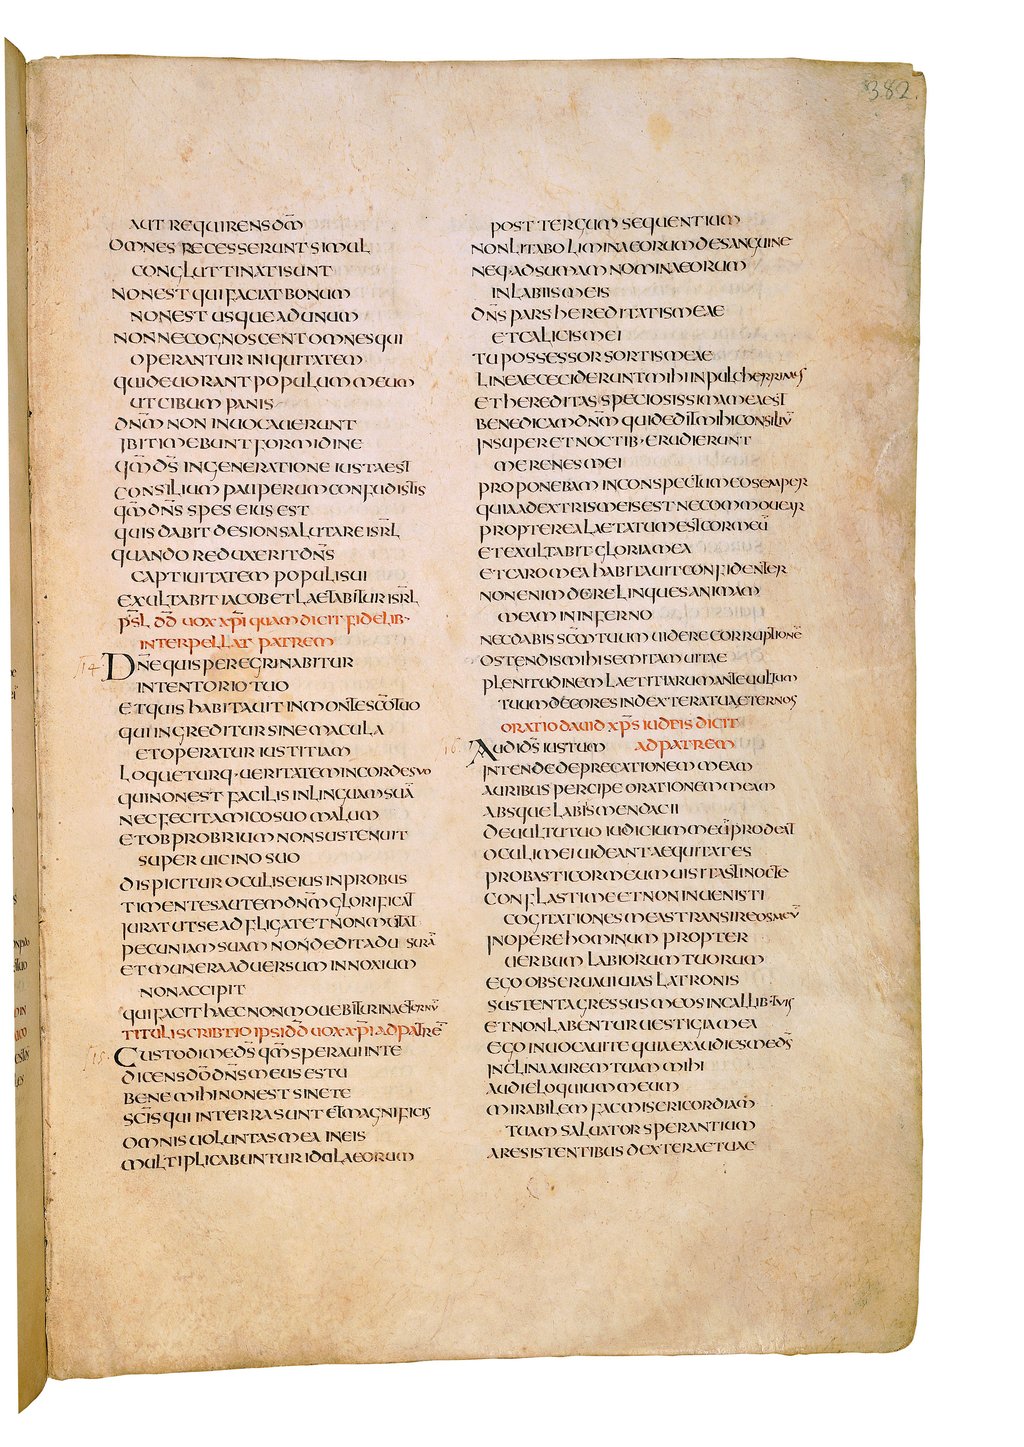 382.
AUT REQUIRENS DM̅
OMNES RECESSERUNT SIMUL
CONGLUTTINATI SUNT
NON EST QUI FACIAT BONUM
NON EST USQUE AD UNUM
NONNE COGNOSCENT OMNES QUI
OPERANTUR INIQUITATEM
QUI DEUORANT POPULUM MEUM
UT CIBUM PANIS
DNM̅ NON INUOCAUERUNT
IBI TIMEBUNT FORMIDINE
QM̅ DS̅ IN GENERATIONE IUSTA EST
CONSILIUM PAUPERUM CONFUDISTIS
QM̅ DN̅S SPES EIUS EST
QUIS DABIT DE SION SALUTARE ISRL̅
QUANDO REDUXERIT DN̅S
CAPTIUITATEM POPULI SUI
EXULTABIT IACOB ET LAETABITUR ISRL̅
PSL̅ DD̅ UOX XPI̅ QUAM DICIT FIDELIB·
INTERPELLAT PATREM
14 DN̅E QUIS PEREGRINABITUR
IN TENTORIO TUO
ET QUIS HABITAUIT IN MONTE SCO̅ TUO
QUI INGREDITUR SINE MACULA
ET OPERATUR IUSTITIAM
LOQUETURQ· UERITATEM IN CORDE SUO
QUI NON EST FACILIS IN LINGUAM SUA̅
NEC FECIT AMICO SUO MALUM
ET OBPROBRIUM NON SUSTENUIT
SUPER UICINO SUO
DISPICITUR OCULIS EIUS INPROBUS
TIMENTES AUTEM DNM̅ GLORIFICAT
IURAT UT SE ADFLIGAT ET NON MUTAT
PECUNIAM SUAM NON DEDIT AD USURA̅
ET MUNERA ADUERSUM INNOXIUM
NON ACCIPIT
QUI FACIT HAEC NON MOUEBITUR IN AETERNU̅
TITULI SCRIBTIO IPSI DD̅ UOX XPI̅ AD PATRE̅
15 CUSTODI ME DS̅ QM̅ SPERAUI IN TE
DICENS DO̅ DN̅S MEUS ES TU
BENE MIHI NON EST SINE TE
SCI̅S QUI IN TERRA SUNT ET MAGNIFICIS
OMNIS UOLUNTAS MEA IN EIS
MULTIPLICABUNTUR IDOLA EORUM
POST TERGUM SEQUENTIUM
NON LITABO LIMINA EORUM DE SANGUINE
NEQ· ADSUMAM NOMINA EORUM
IN LABIIS MEIS
DN̅S PARS HEREDITATIS MEAE
ET CALICIS MEI
TU POSSESSOR SORTIS MEAE
LINEAE CECIDERUNT MIHI IN PULCHERRIMIS
ET HEREDITAS SPECIOSISSIMA MEA EST
BENEDICAM DNM̅ QUI DEDIT MIHI CONSILIU̅
INSUPER ET NOCTIB· ERUDIERUNT
ME RENES MEI
PROPONEBAM IN CONSPECTUM EO SEMPER
QUIA A DEXTRIS MEIS EST NE COMMOUEAR
PROPTEREA LAETATUM EST COR MEU̅
ET EXULTABIT GLORIA MEA
ET CARO MEA HABITAUIT CONFIDENTER
NON ENIM DERELINQUES ANIMAM
MEAM IN INFERNO
NEC DABIS SCM̅ TUUM UIDERE CORRUPTIONE̅
OSTENDIS MIHI SEMITAM UITAE
PLENITUDINEM LAETITIARUM ANTE UULTUM
TUUM DECORES IN DEXTERA TUA AETERNOS
ORATIO DAUID XPS̅ IUDEIS DICIT
16 AUDI DS̅ IUSTUM AD PATREM
INTENDE DEPRECATIONEM MEAM
AURIBUS PERCIPE ORATIONEM MEAM
ABSQUE LABIIS MENDACII
DE UULTU TUO IUDICIUM MEU̅ PRODEAT
OCULI MEI UIDEANT AEQUITATES
PROBASTI COR MEUM UISITASTI NOCTE
CONFLASTI ME ET NON INUENISTI
COGITATIONES MEAS TRANSIRE OS MEU̅
IN OPERE HOMINUM PROPTER
UERBUM LABIORUM TUORUM
EGO OBSERUAUI UIAS LATRONIS
SUSTENTA GRESSUS MEOS IN CALLIB· TUIS
ET NON LABENTUR UESTIGIA MEA
EGO INUOCAUI TE QUIA EXAUDIES ME DS̅
INCLINA AUREM TUAM MIHI
AUDI ELOQUIUM MEUM
MIRABILEM FAC MISERICORDIAM
TUAM SALUATOR SPERANTIUM
A RESISTENTIBUS DEXTERAE TUAE